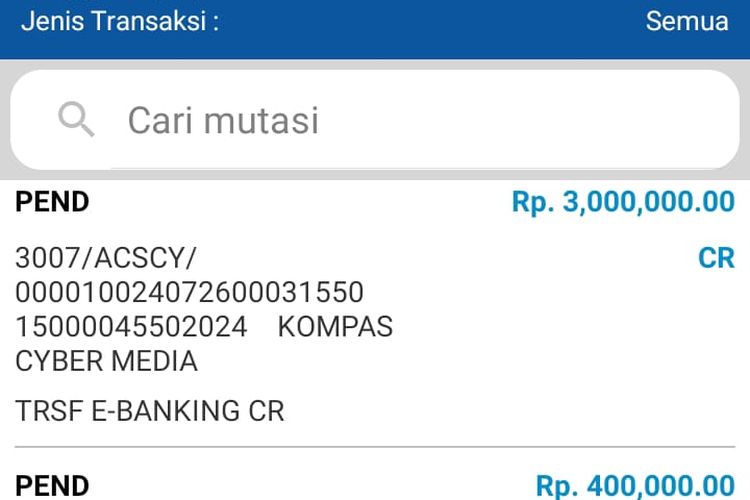 Jenis Transaksi : Semua
Cari mutasi
PEND Rp. 3,000,000.00
3007/ACSCY/ CR
000010024072600031550
15000045502024 KOMPAS
CYBER MEDIA
TRSF E-BANKING CR
PEND Rp. 400,000.00